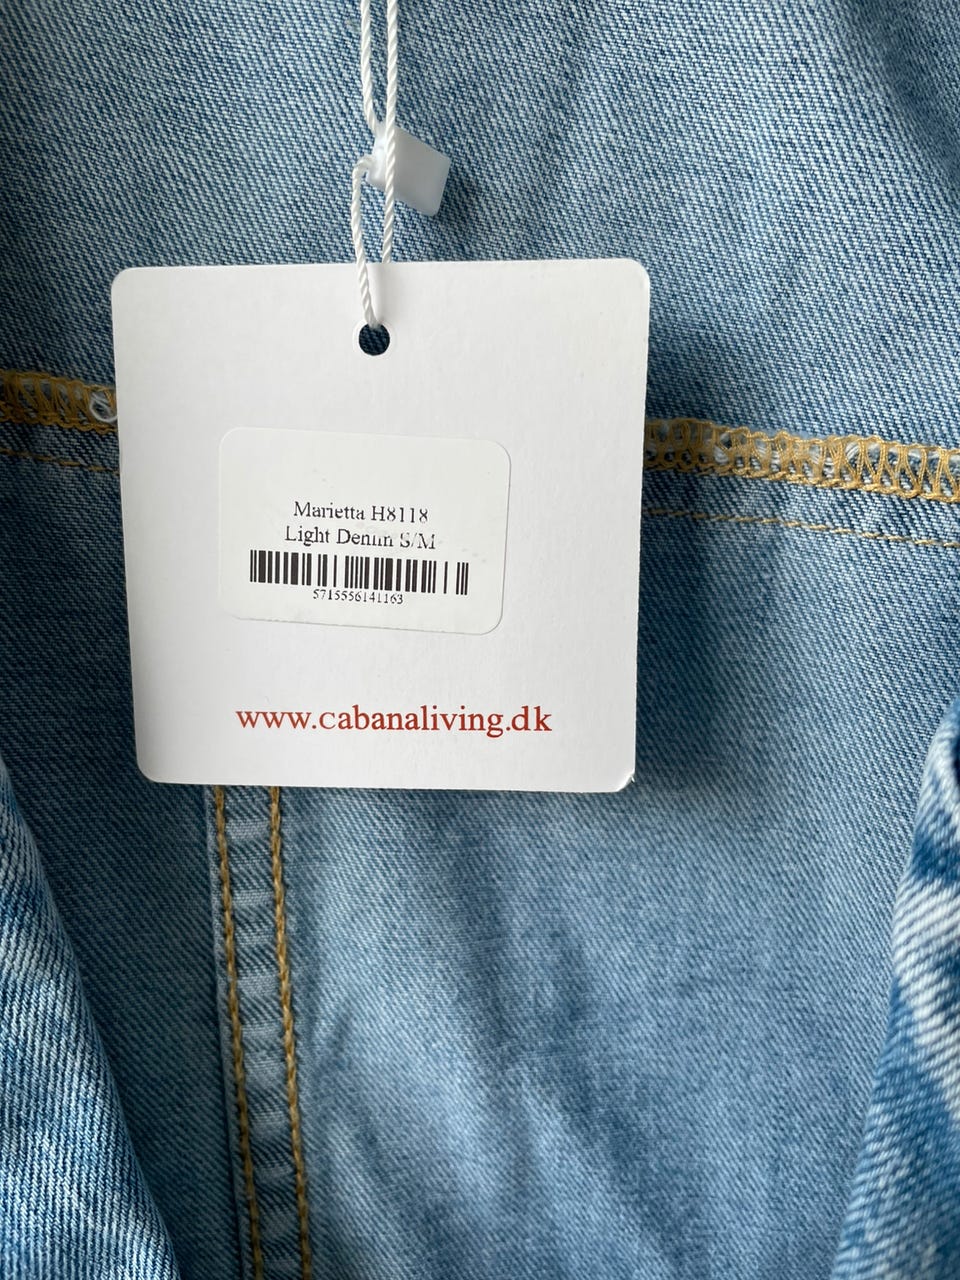 Marietta H8118
Light Denim S/M
5715556141163
www.cabanaliving.dk